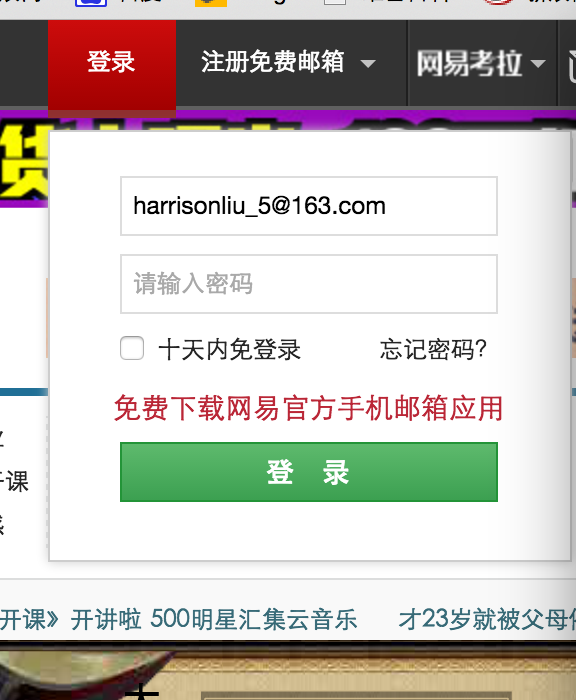 登录
注册免费邮箱
网易考拉
harrisonliu_5@163.com
请输入密码
十天内免登录
忘记密码?
免费下载网易官方手机邮箱应用
登 录
开课
开课》开讲啦 500明星汇集云音乐
才23岁就被父母